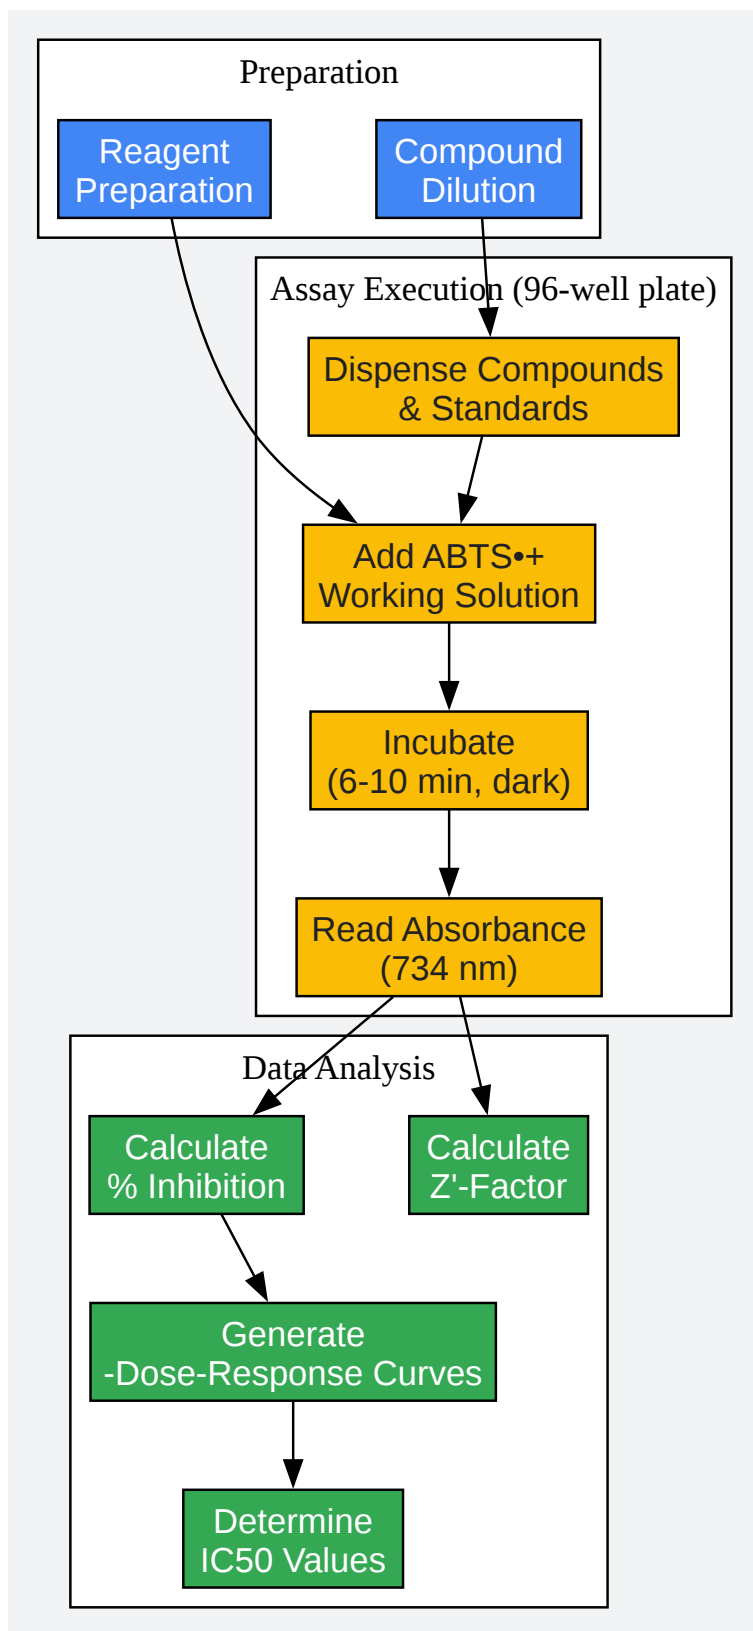 Preparation
Reagent
Preparation
Compound
Dilution
Assay Execution (96-well plate)
Dispense Compounds
& Standards
Add ABTS•+
Working Solution
Incubate
(6-10 min, dark)
Read Absorbance
(734 nm)
Data Analysis
Calculate
% Inhibition
Calculate
Z'-Factor
Generate
-Dose-Response Curves
Determine
IC50 Values